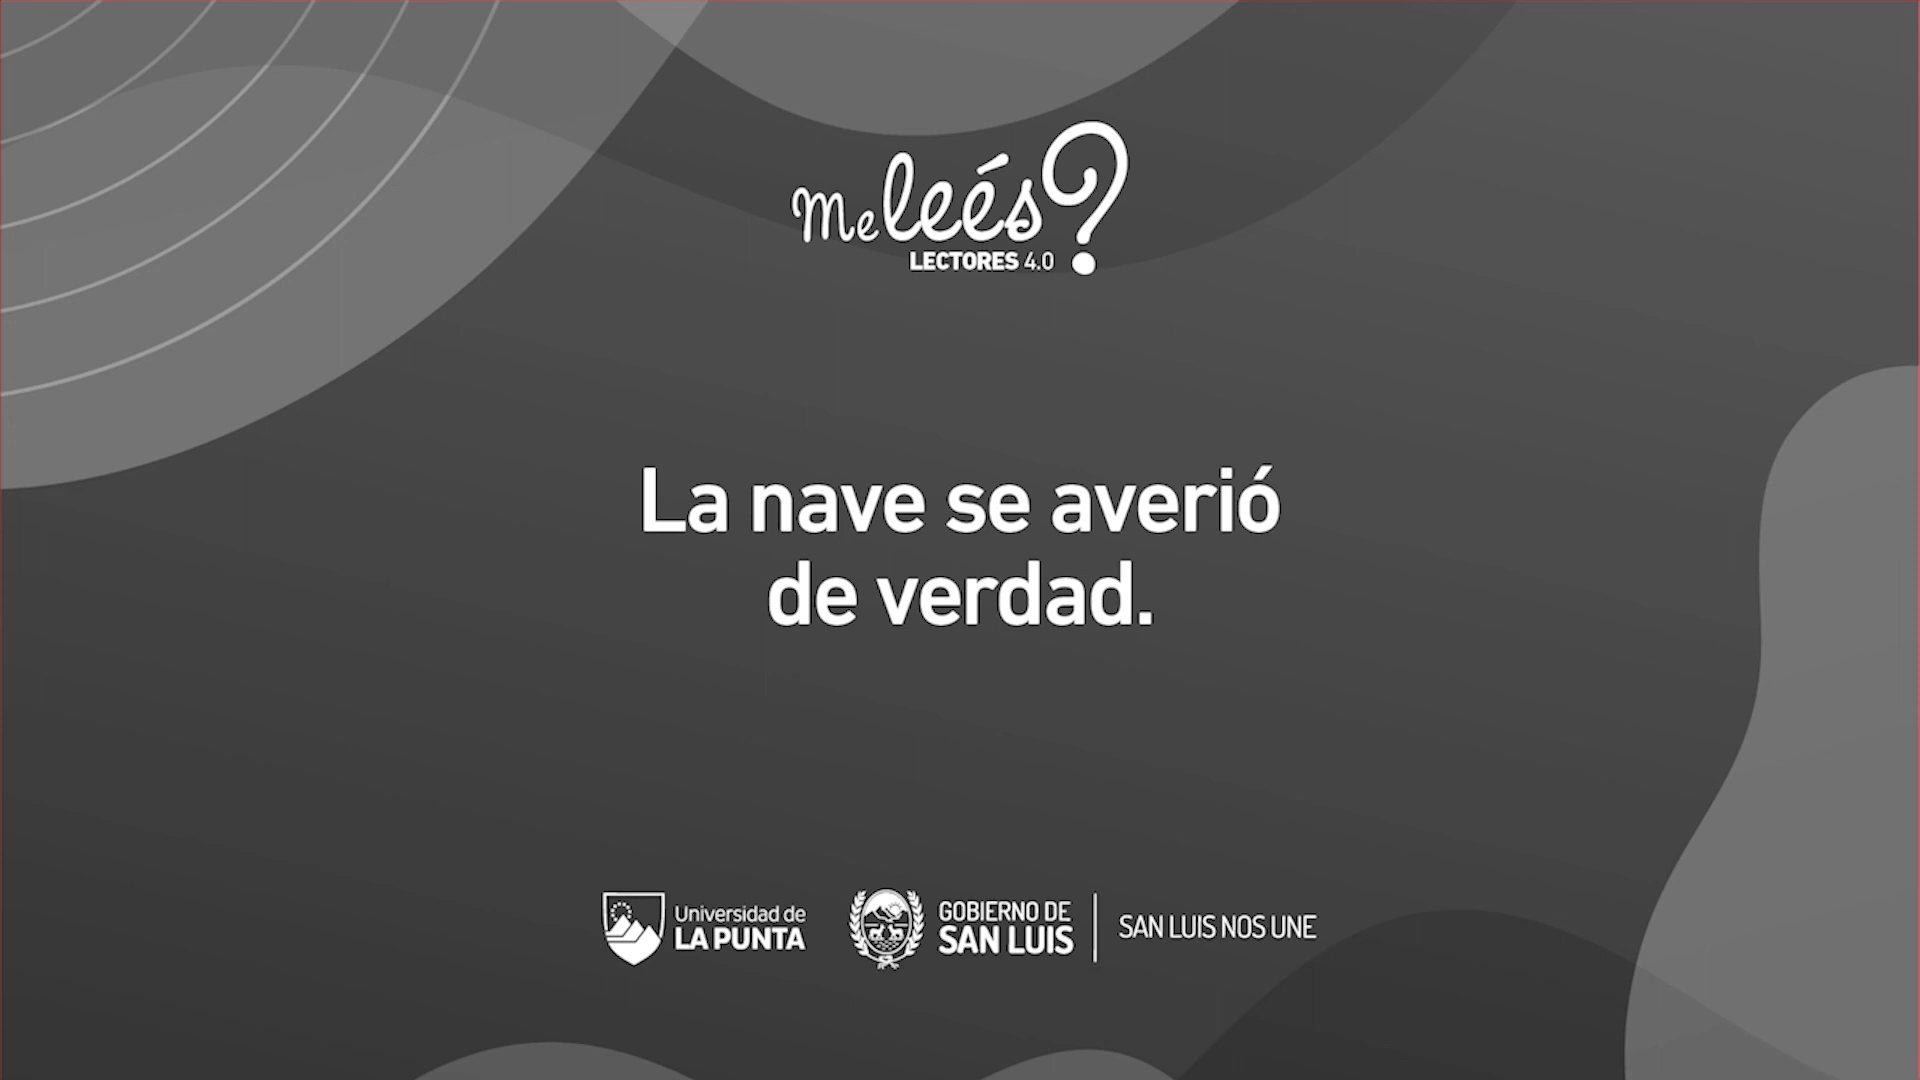 Me leés?
LECTORES 4.0
La nave se averió
de verdad.
Universidad de
LA PUNTA
GOBIERNO DE
SAN LUIS
SAN LUIS NOS UNE